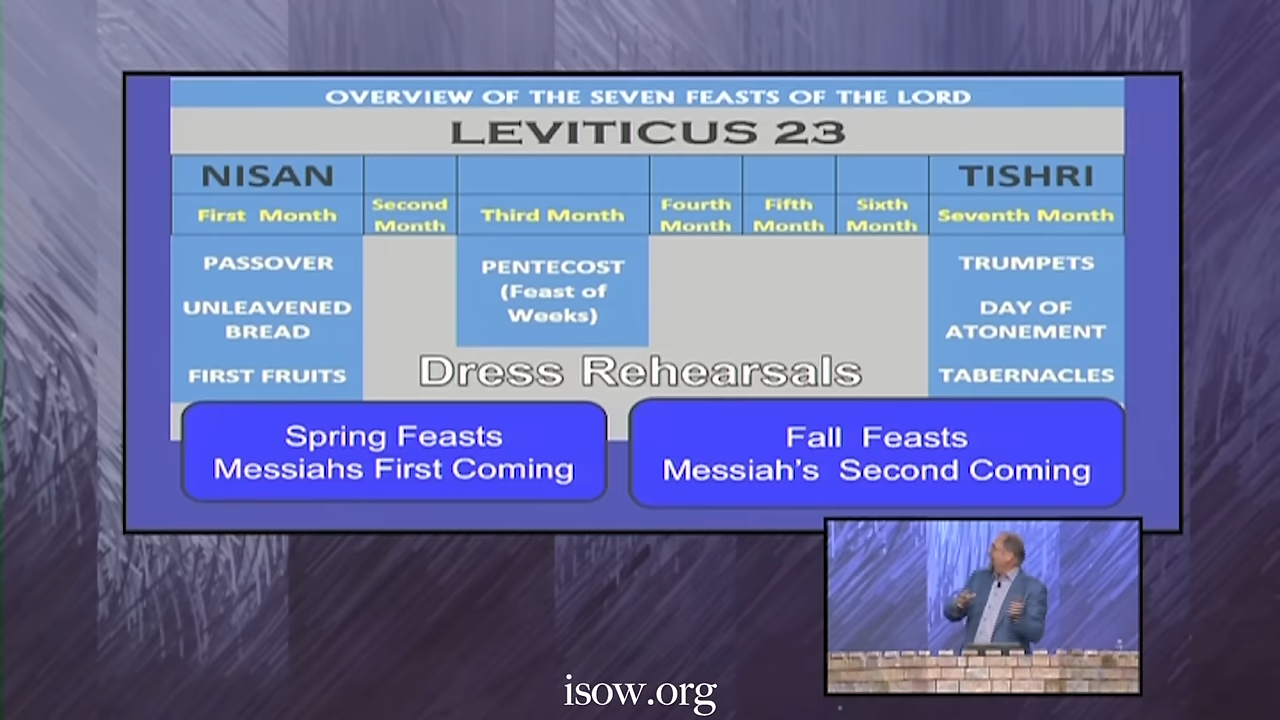 OVERVIEW OF THE SEVEN FEASTS OF THE LORD
LEVITICUS 23
NISAN
TISHRI
First Month
Second
Month
Third Month
Fourth
Month
Fifth
Month
Sixth
Month
Seventh Month
PASSOVER
UNLEAVENED
BREAD
FIRST FRUITS
PENTECOST
(Feast of
Weeks)
TRUMPETS
DAY OF
ATONEMENT
TABERNACLES
Dress Rehearsals
Spring Feasts
Messiahs First Coming
Fall Feasts
Messiah's Second Coming
isow.org